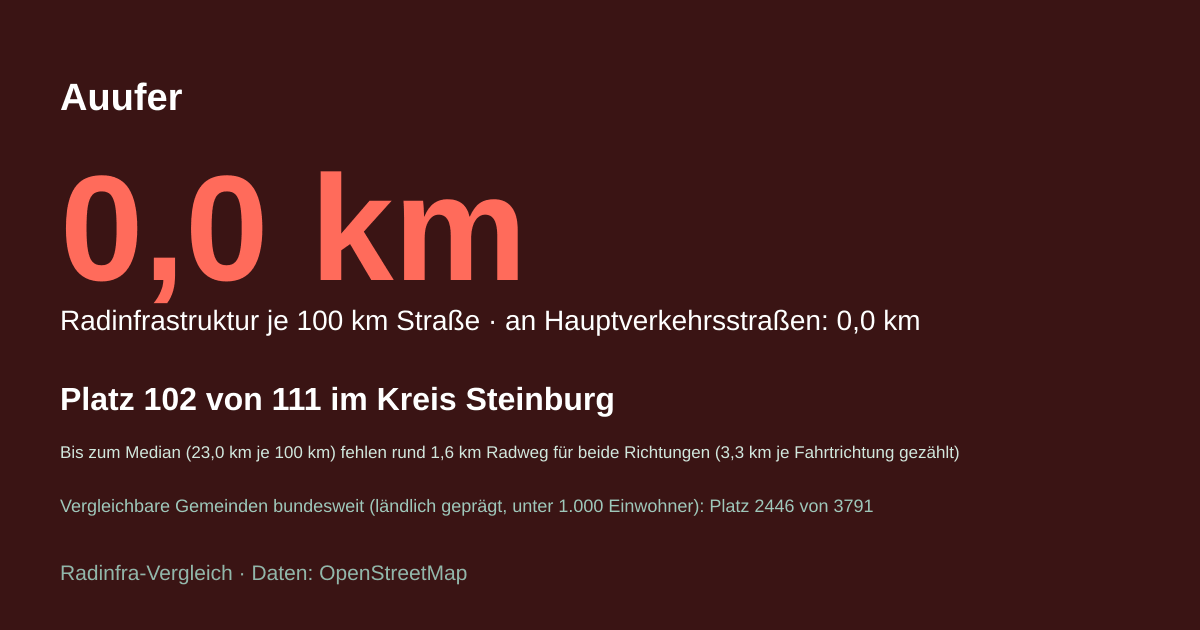 Auufer
0,0 km
Radinfrastruktur je 100 km Straße · an Hauptverkehrsstraßen: 0,0 km
Platz 102 von 111 im Kreis Steinburg
Bis zum Median (23,0 km je 100 km) fehlen rund 1,6 km Radweg für beide Richtungen (3,3 km je Fahrtrichtung gezählt)
Vergleichbare Gemeinden bundesweit (ländlich geprägt, unter 1.000 Einwohner): Platz 2446 von 3791
Radinfra-Vergleich · Daten: OpenStreetMap